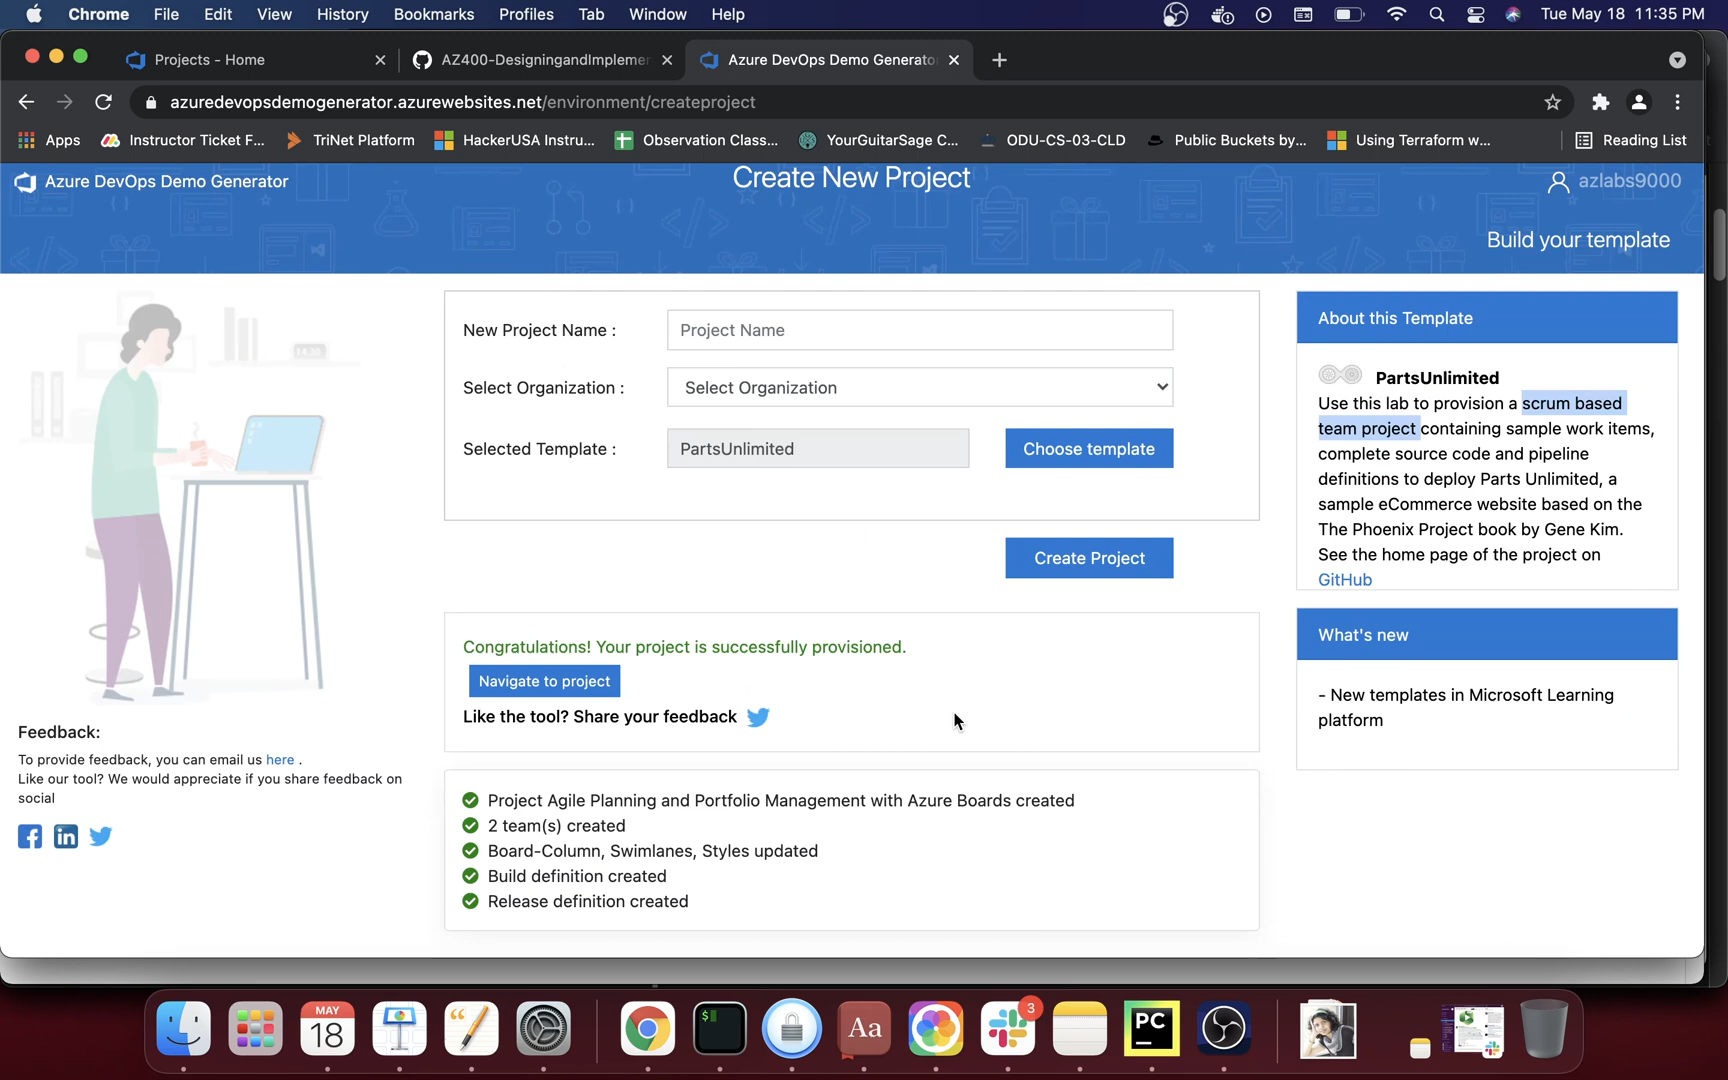 Chrome File Edit View History Bookmarks Profiles Tab Window Help Tue May 18 11:35 PM
Projects - Home AZ400-DesigningandImplemen Azure DevOps Demo Generato
azuredevopsdemogenerator.azurewebsites.net/environment/createproject
Apps Instructor Ticket F... TriNet Platform HackerUSA Instru... Observation Class... YourGuitarSage C... ODU-CS-03-CLD Public Buckets by... Using Terraform w... Reading List
Azure DevOps Demo Generator Create New Project azlabs9000
Build your template
New Project Name : Project Name
Select Organization : Select Organization
Selected Template : PartsUnlimited Choose template
Create Project
Congratulations! Your project is successfully provisioned.
Navigate to project
Like the tool? Share your feedback
Project Agile Planning and Portfolio Management with Azure Boards created
2 team(s) created
Board-Column, Swimlanes, Styles updated
Build definition created
Release definition created
About this Template
PartsUnlimited
Use this lab to provision a scrum based
team project containing sample work items,
complete source code and pipeline
definitions to deploy Parts Unlimited, a
sample eCommerce website based on the
The Phoenix Project book by Gene Kim.
See the home page of the project on
GitHub
What's new
- New templates in Microsoft Learning
platform
14:30
Feedback:
To provide feedback, you can email us here .
Like our tool? We would appreciate if you share feedback on
social
MAY
18
$
Aa
3
PC